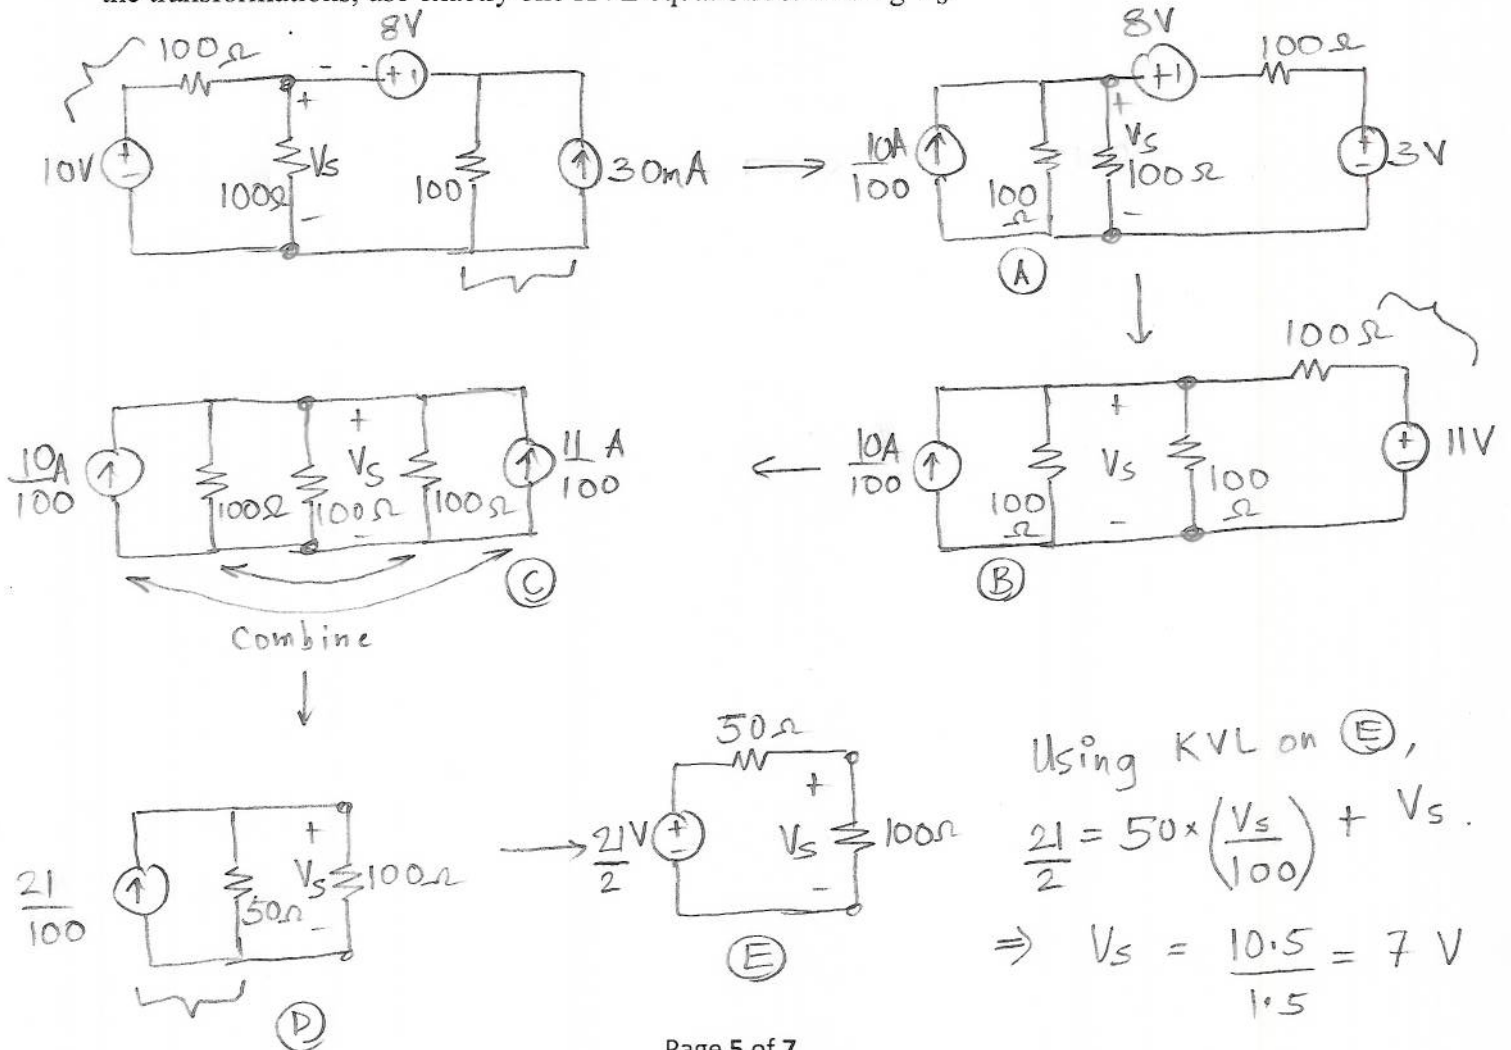 100Ω
8V
+ -
10V
+
-
+
Vs
100Ω
-
100
30mA
8V
100Ω
+ -
10A
100
100
Ω
+
Vs
100Ω
-
+
-
3V
A
10A
100
100Ω
100Ω
+
Vs
-
100Ω
11 A
100
C
Combine
10A
100
100
Ω
+
Vs
-
100
Ω
100Ω
+
-
11V
B
21
100
50Ω
+
Vs
-
100Ω
D
50Ω
21V
2
+
-
+
Vs
-
100Ω
E
Using KVL on E,
21/2 = 50×(Vs/100) + Vs.
⇒ Vs = 10.5/1.5 = 7 V
Page 5 of 7